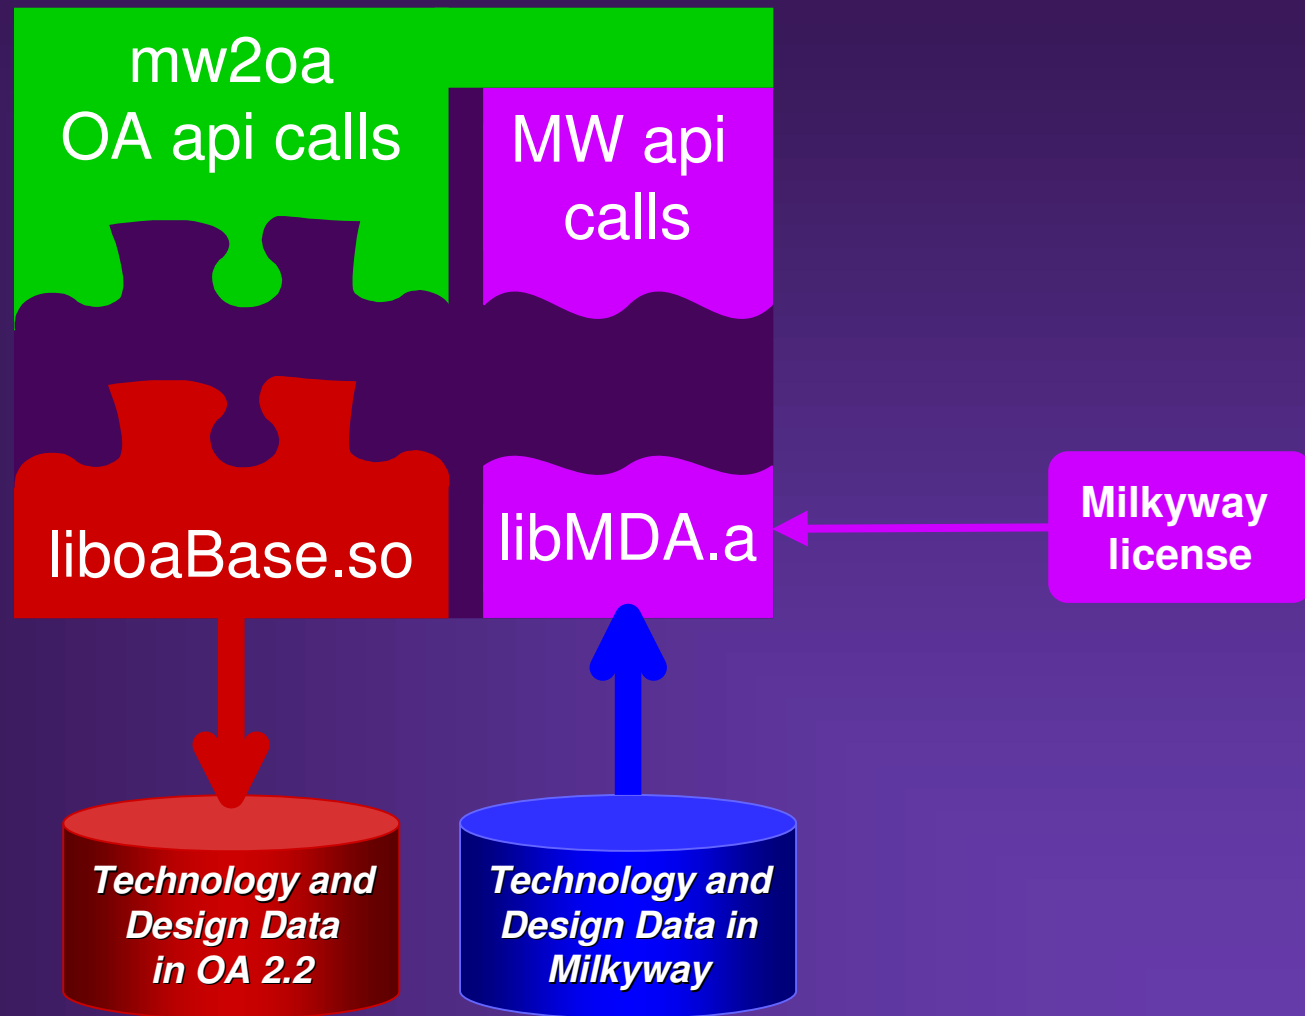 mw2oa
OA api calls
MW api
calls
liboaBase.so
libMDA.a
Milkyway
license
Technology and
Design Data
in OA 2.2
Technology and
Design Data in
Milkyway